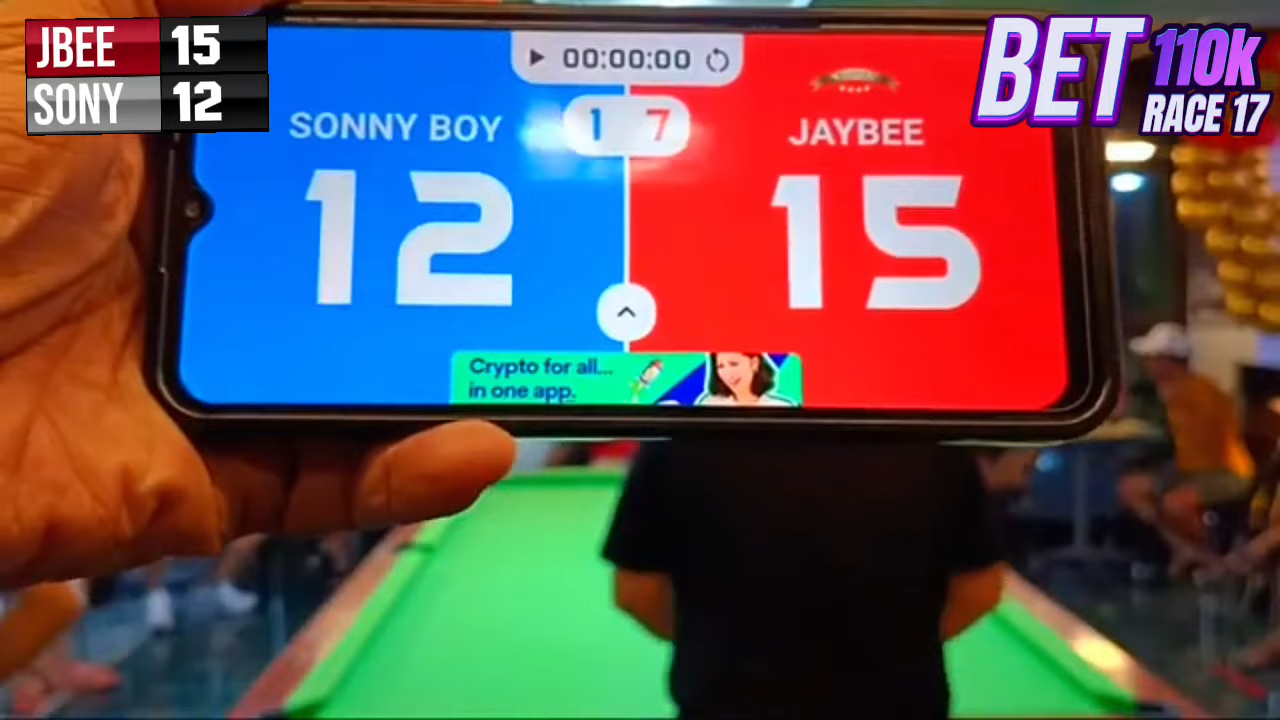 JBEE 15
SONY 12
BET 110K
RACE 17
00:00:00
1 7
SONNY BOY
JAYBEE
12
15
Crypto for all...
in one app.